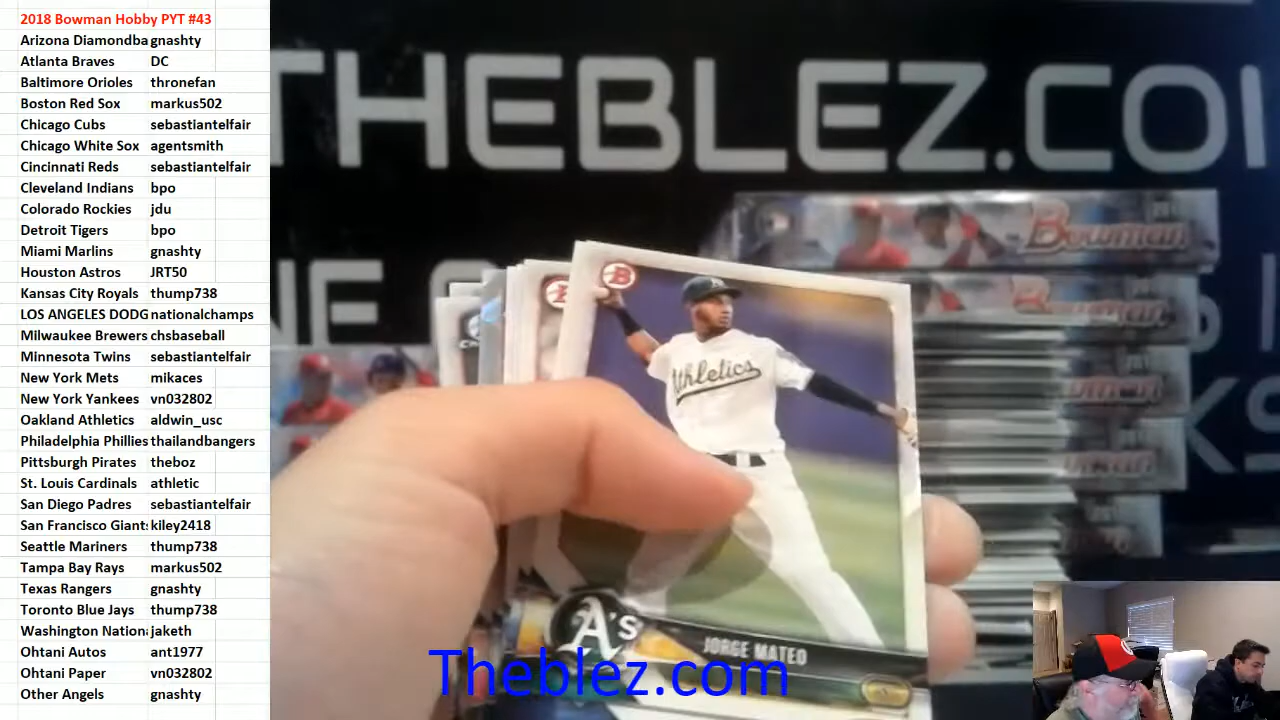 2018 Bowman Hobby PYT #43
Arizona Diamondba gnashty
Atlanta Braves DC
Baltimore Orioles thronefan
Boston Red Sox markus502
Chicago Cubs sebastiantelfair
Chicago White Sox agentsmith
Cincinnati Reds sebastiantelfair
Cleveland Indians bpo
Colorado Rockies jdu
Detroit Tigers bpo
Miami Marlins gnashty
Houston Astros JRT50
Kansas City Royals thump738
LOS ANGELES DODG nationalchamps
Milwaukee Brewers chsbaseball
Minnesota Twins sebastiantelfair
New York Mets mikaces
New York Yankees vn032802
Oakland Athletics aldwin_usc
Philadelphia Phillies thailandbangers
Pittsburgh Pirates theboz
St. Louis Cardinals athletic
San Diego Padres sebastiantelfair
San Francisco Giants kiley2418
Seattle Mariners thump738
Tampa Bay Rays markus502
Texas Rangers gnashty
Toronto Blue Jays thump738
Washington Nation jaketh
Ohtani Autos ant1977
Ohtani Paper vn032802
Other Angels gnashty
THEBLEZ.CO
Bowman
Bowman
B
Athletics
A's
JORGE MATEO
Theblez.com